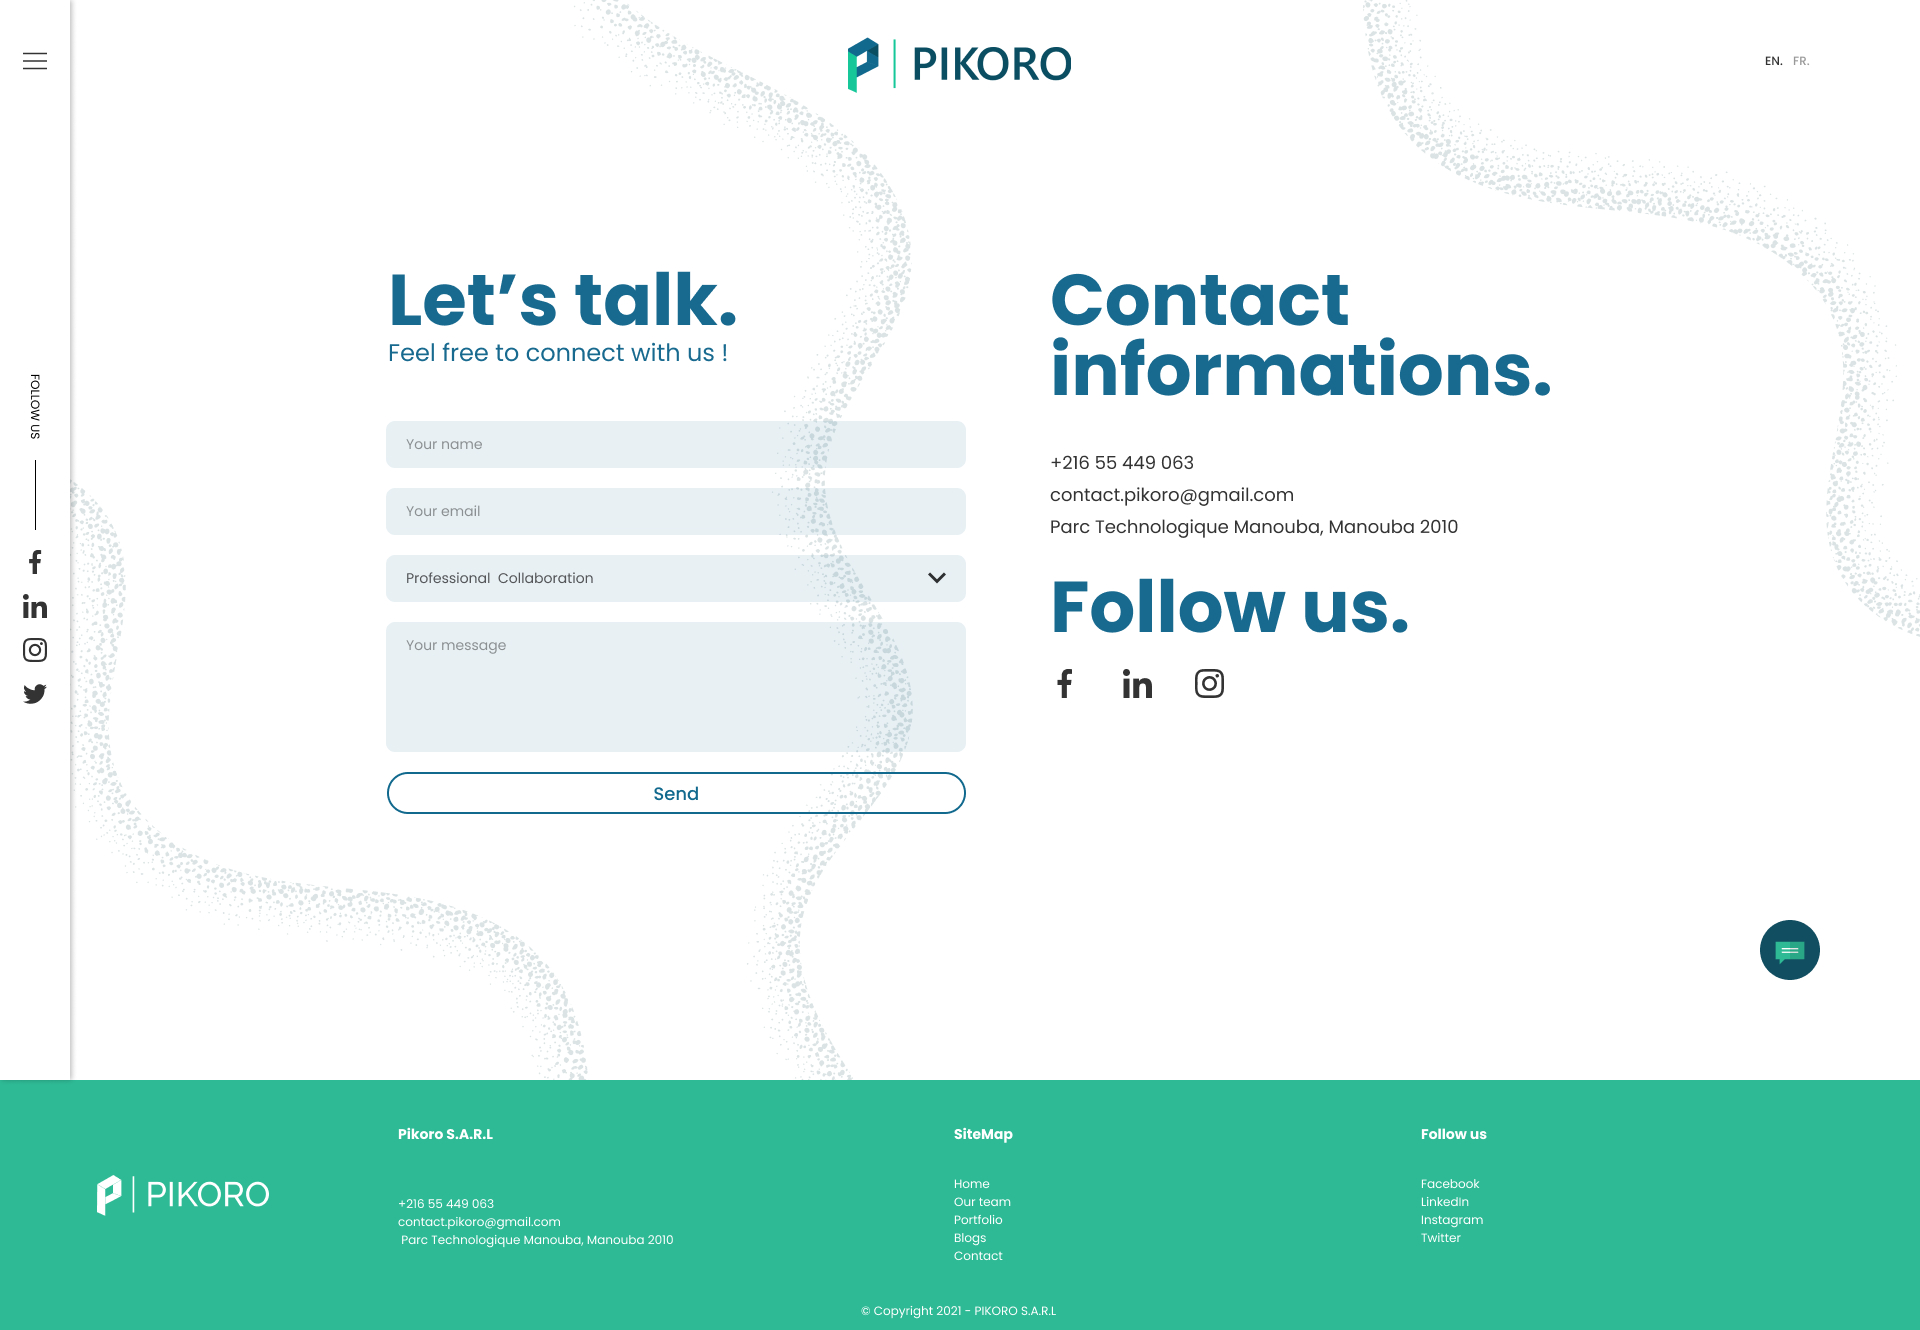 PIKORO
EN. FR.
FOLLOW US
Let’s talk.
Feel free to connect with us !
Your name
Your email
Professional  Collaboration
Your message
Send
Contact
informations.
+216 55 449 063
contact.pikoro@gmail.com
Parc Technologique Manouba, Manouba 2010
Follow us.
PIKORO
Pikoro S.A.R.L
+216 55 449 063
contact.pikoro@gmail.com
Parc Technologique Manouba, Manouba 2010
SiteMap
Home
Our team
Portfolio
Blogs
Contact
Follow us
Facebook
LinkedIn
Instagram
Twitter
© Copyright 2021 - PIKORO S.A.R.L